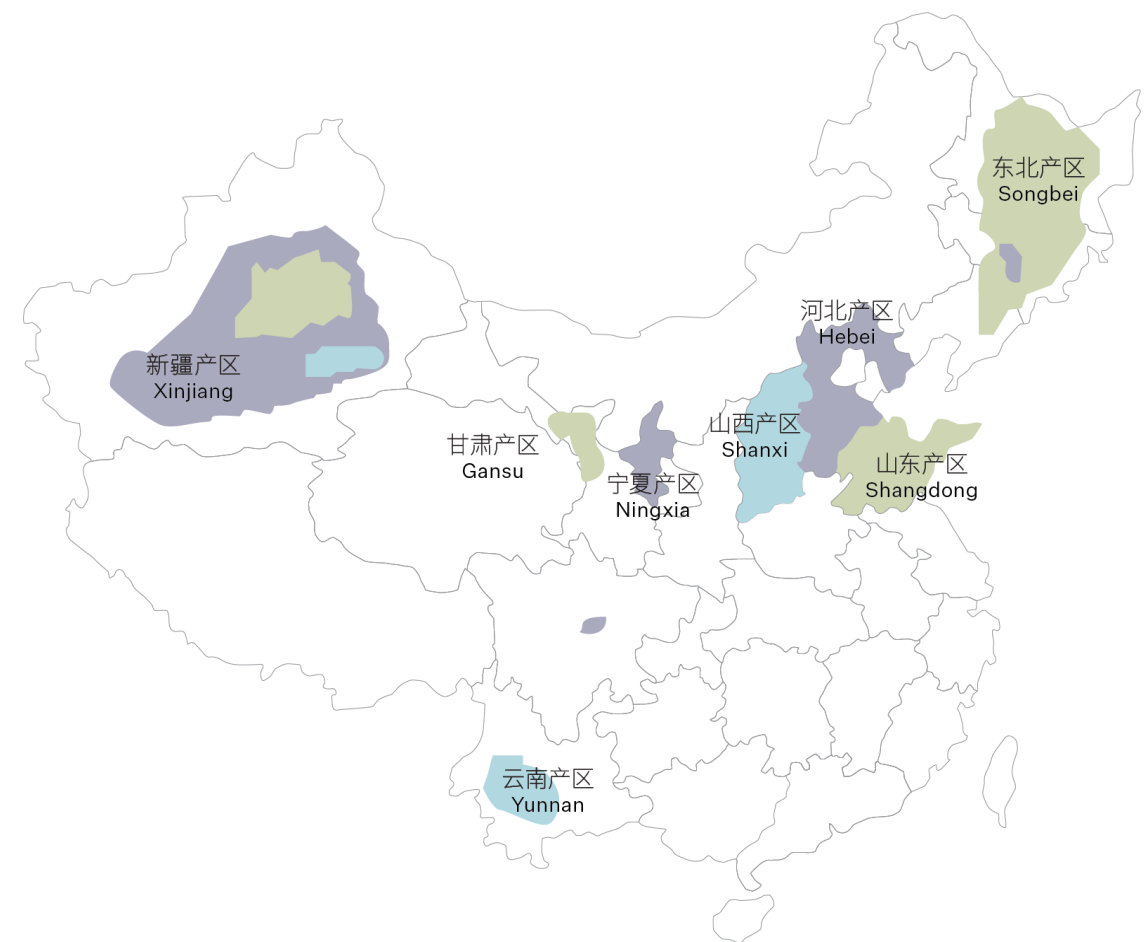 东北产区
Songbei
河北产区
Hebei
新疆产区
Xinjiang
山西产区
Shanxi
甘肃产区
Gansu
山东产区
Shangdong
宁夏产区
Ningxia
云南产区
Yunnan